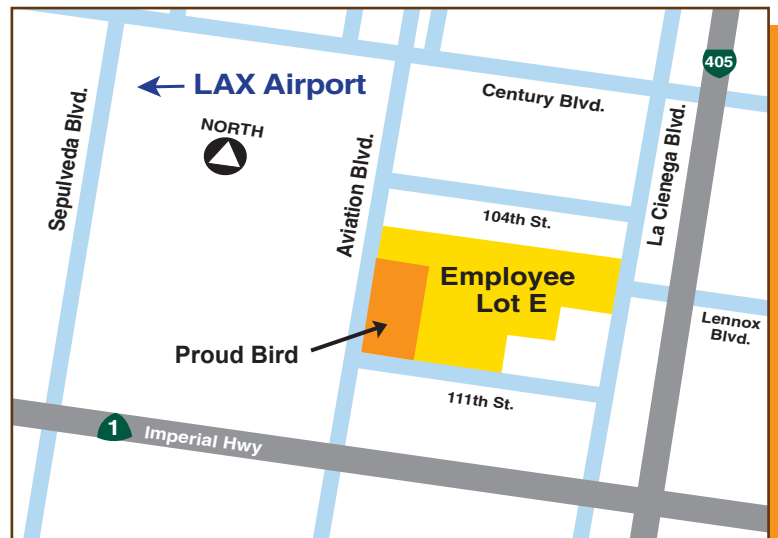 405
LAX Airport
Century Blvd.
NORTH
Sepulveda Blvd.
Aviation Blvd.
La Cienega Blvd.
104th St.
Employee
Lot E
Lennox
Blvd.
Proud Bird
111th St.
1
Imperial Hwy